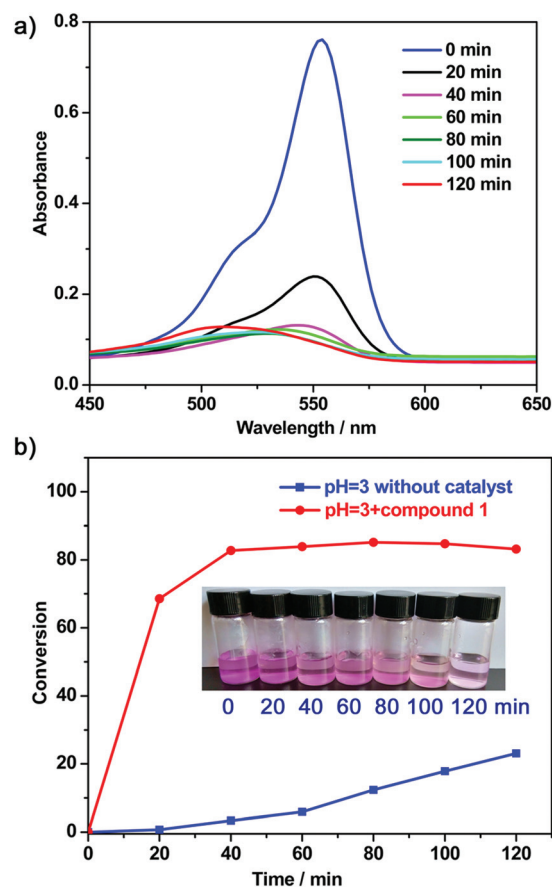 a)
0.8
0.6
0.4
0.2
0.0
Absorbance
0 min
20 min
40 min
60 min
80 min
100 min
120 min
450 500 550 600 650
Wavelength / nm
b)
100
80
60
40
20
0
Conversion
pH=3 without catalyst
pH=3+compound 1
0 20 40 60 80 100 120 min
0 20 40 60 80 100 120
Time / min